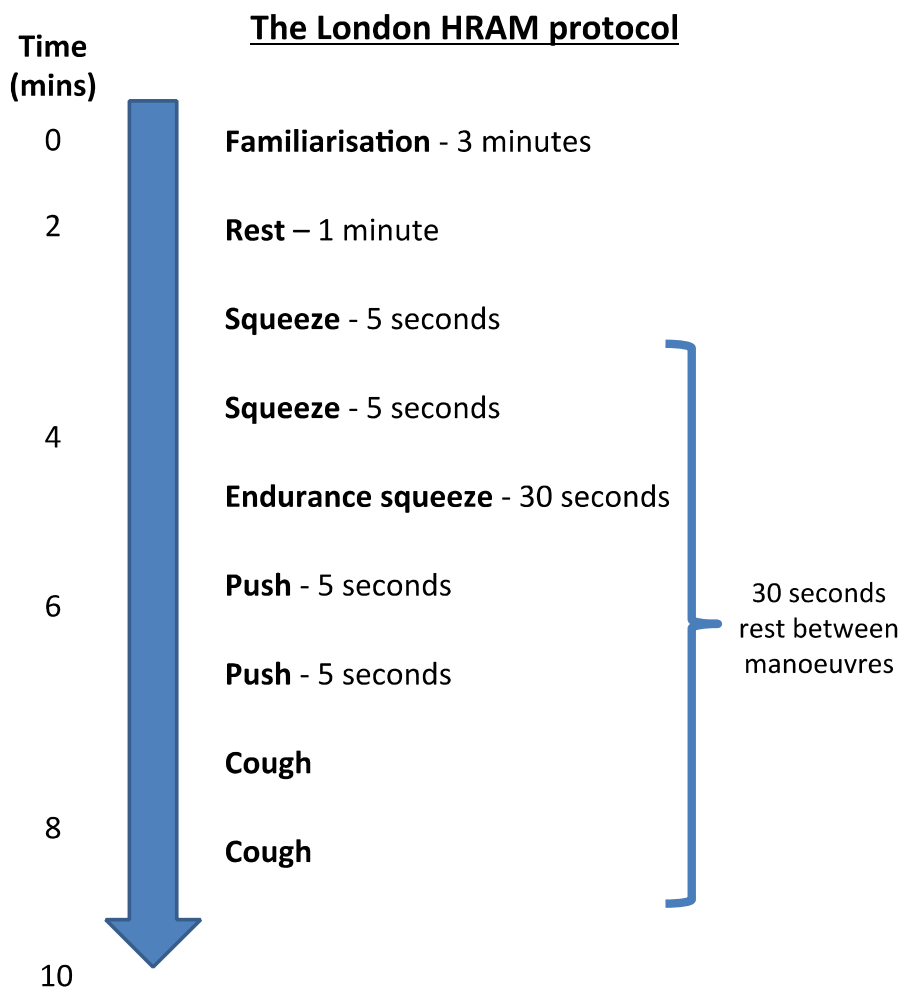 The London HRAM protocol
Time
(mins)
0
Familiarisation - 3 minutes
2
Rest – 1 minute
Squeeze - 5 seconds
Squeeze - 5 seconds
4
Endurance squeeze - 30 seconds
Push - 5 seconds
6
30 seconds
rest between
manoeuvres
Push - 5 seconds
Cough
8
Cough
10